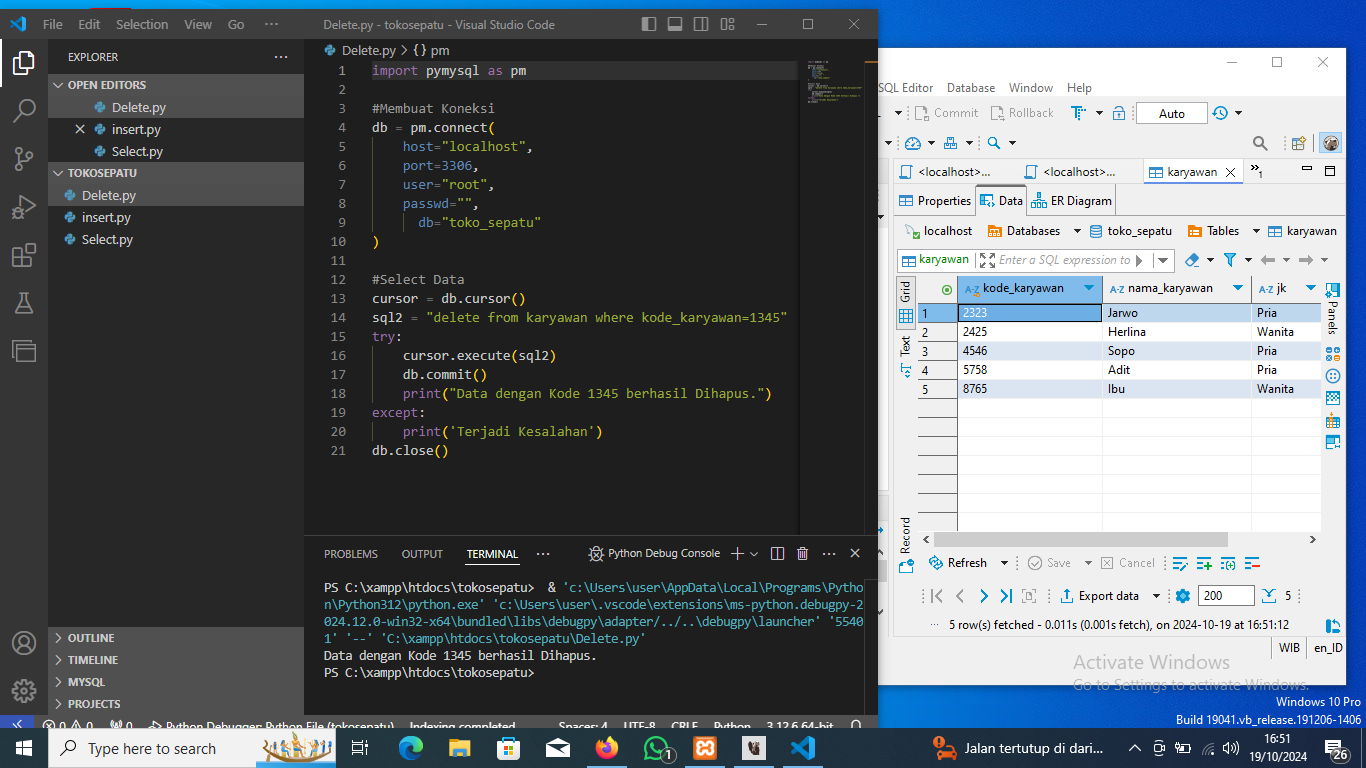 File Edit Selection View Go ··· Delete.py - tokosepatu - Visual Studio Code
EXPLORER ···
OPEN EDITORS
Delete.py
insert.py
Select.py
TOKOSEPATU
Delete.py
insert.py
Select.py
OUTLINE
TIMELINE
MYSQL
PROJECTS
Delete.py > {} pm
1 import pymysql as pm
2
3 #Membuat Koneksi
4 db = pm.connect(
5 host="localhost",
6 port=3306,
7 user="root",
8 passwd="",
9 db="toko_sepatu"
10 )
11
12 #Select Data
13 cursor = db.cursor()
14 sql2 = "delete from karyawan where kode_karyawan=1345"
15 try:
16 cursor.execute(sql2)
17 db.commit()
18 print("Data dengan Kode 1345 berhasil Dihapus.")
19 except:
20 print('Terjadi Kesalahan')
21 db.close()
PROBLEMS OUTPUT TERMINAL ··· Python Debug Console
PS C:\xampp\htdocs\tokosepatu>  & 'c:\Users\user\AppData\Local\Programs\Pytho
n\Python312\python.exe' 'c:\Users\user\.vscode\extensions\ms-python.debugpy-2
024.12.0-win32-x64\bundled\libs\debugpy\adapter/../..\debugpy\launcher' '5540
1' '--' 'C:\xampp\htdocs\tokosepatu\Delete.py'
Data dengan Kode 1345 berhasil Dihapus.
PS C:\xampp\htdocs\tokosepatu>
0 0 0 Python Debugger: Python File (tokosepatu) Indexing completed. Spaces: 4 UTF-8 CRLF Python 3.12.6 64-bit
SQL Editor Database Window Help
Commit Rollback Auto
<localhost>... <localhost>... karyawan 1
Properties Data ER Diagram
localhost Databases toko_sepatu Tables karyawan
karyawan Enter a SQL expression to
Grid
Text
Record
Panels
kode_karyawan nama_karyawan jk
1 2323 Jarwo Pria
2 2425 Herlina Wanita
3 4546 Sopo Pria
4 5758 Adit Pria
5 8765 Ibu Wanita
Refresh Save Cancel
Export data 200 5
5 row(s) fetched - 0.011s (0.001s fetch), on 2024-10-19 at 16:51:12
WIB en_ID
Activate Windows
Go to Settings to activate Windows.
Windows 10 Pro
Build 19041.vb_release.191206-1406
Type here to search
1
Jalan tertutup di dari...
16:51
19/10/2024
26